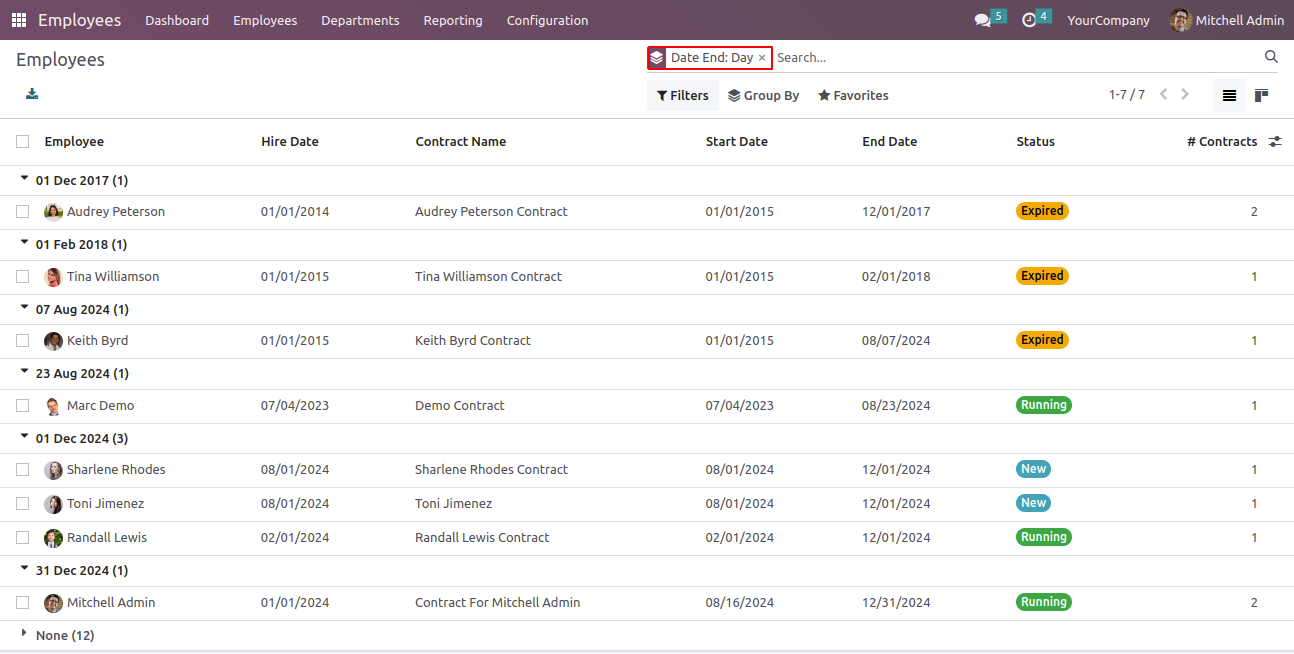 Employees Dashboard Employees Departments Reporting Configuration 5 4 YourCompany Mitchell Admin
Employees Date End: Day × Search...
Filters Group By Favorites 1-7 / 7
Employee Hire Date Contract Name Start Date End Date Status # Contracts
01 Dec 2017 (1)
Audrey Peterson 01/01/2014 Audrey Peterson Contract 01/01/2015 12/01/2017 Expired 2
01 Feb 2018 (1)
Tina Williamson 01/01/2015 Tina Williamson Contract 01/01/2015 02/01/2018 Expired 1
07 Aug 2024 (1)
Keith Byrd 01/01/2015 Keith Byrd Contract 01/01/2015 08/07/2024 Expired 1
23 Aug 2024 (1)
Marc Demo 07/04/2023 Demo Contract 07/04/2023 08/23/2024 Running 1
01 Dec 2024 (3)
Sharlene Rhodes 08/01/2024 Sharlene Rhodes Contract 08/01/2024 12/01/2024 New 1
Toni Jimenez 08/01/2024 Toni Jimenez 08/01/2024 12/01/2024 New 1
Randall Lewis 02/01/2024 Randall Lewis Contract 02/01/2024 12/01/2024 Running 1
31 Dec 2024 (1)
Mitchell Admin 01/01/2024 Contract For Mitchell Admin 08/16/2024 12/31/2024 Running 2
None (12)